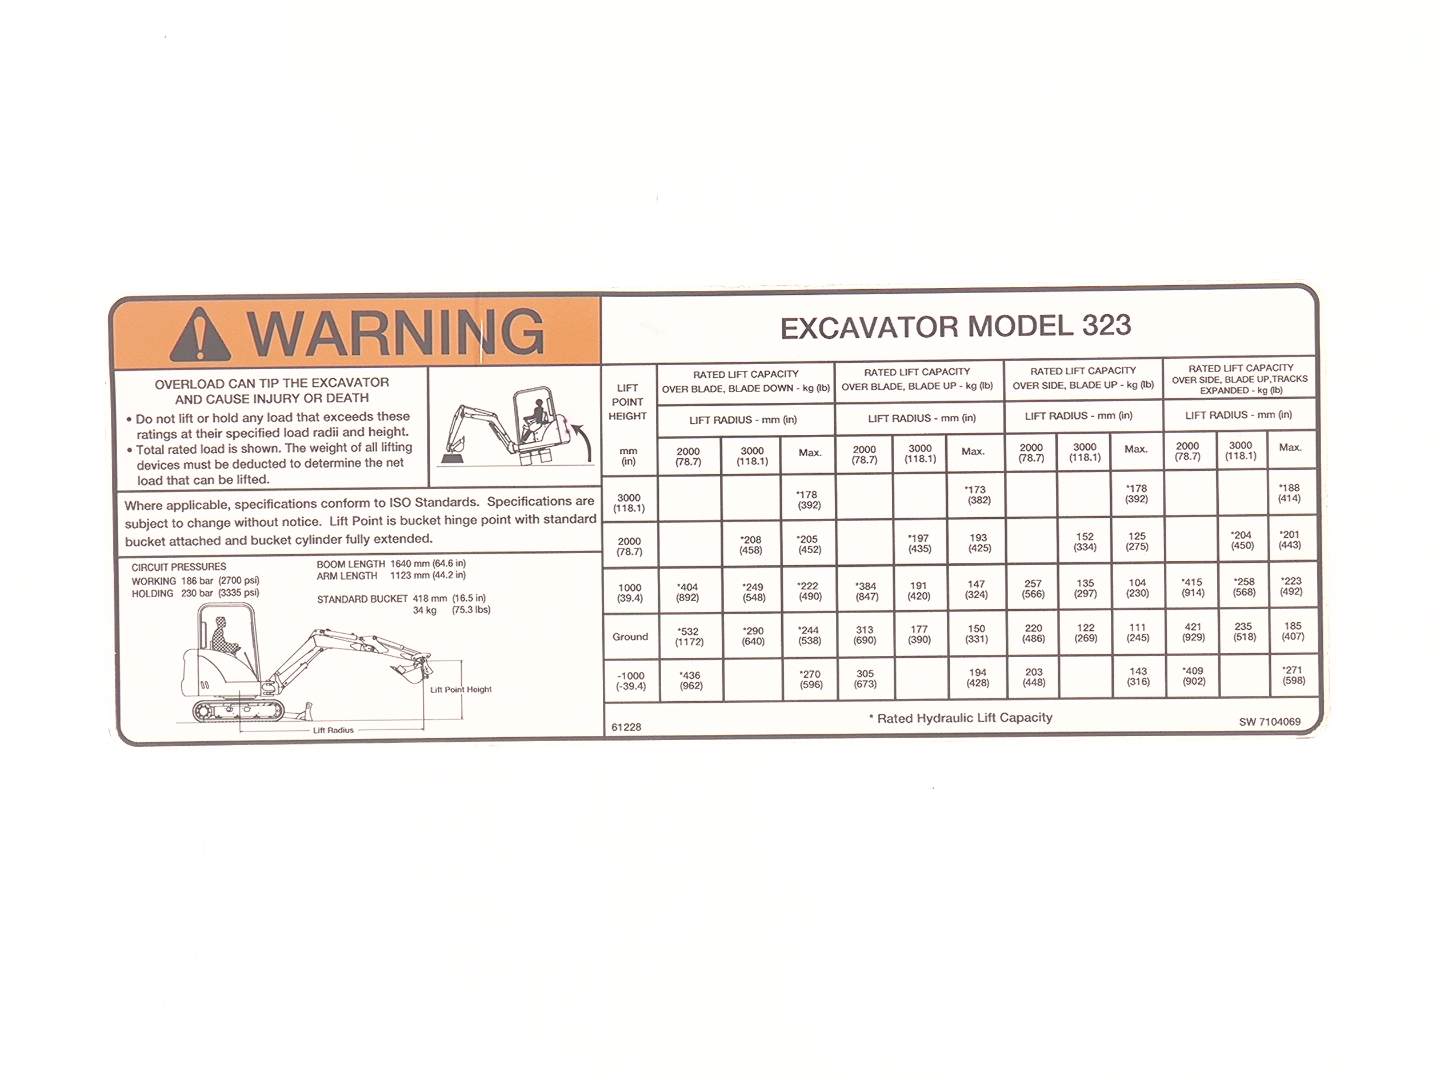 WARNING
OVERLOAD CAN TIP THE EXCAVATOR
AND CAUSE INJURY OR DEATH
• Do not lift or hold any load that exceeds these
ratings at their specified load radii and height.
• Total rated load is shown. The weight of all lifting
devices must be deducted to determine the net
load that can be lifted.
Where applicable, specifications conform to ISO Standards. Specifications are
subject to change without notice. Lift Point is bucket hinge point with standard
bucket attached and bucket cylinder fully extended.
CIRCUIT PRESSURES
WORKING 186 bar (2700 psi)
HOLDING 230 bar (3335 psi)
BOOM LENGTH 1640 mm (64.6 in)
ARM LENGTH 1123 mm (44.2 in)
STANDARD BUCKET 418 mm (16.5 in)
34 kg (75.3 lbs)
Lift Point Height
Lift Radius
EXCAVATOR MODEL 323
LIFT
POINT
HEIGHT
mm
(in)
RATED LIFT CAPACITY
OVER BLADE, BLADE DOWN - kg (lb)
RATED LIFT CAPACITY
OVER BLADE, BLADE UP - kg (lb)
RATED LIFT CAPACITY
OVER SIDE, BLADE UP - kg (lb)
RATED LIFT CAPACITY
OVER SIDE, BLADE UP,TRACKS
EXPANDED - kg (lb)
LIFT RADIUS - mm (in) LIFT RADIUS - mm (in) LIFT RADIUS - mm (in) LIFT RADIUS - mm (in)
2000 3000 Max. 2000 3000 Max. 2000 3000 Max. 2000 3000 Max.
(78.7) (118.1) (78.7) (118.1) (78.7) (118.1) (78.7) (118.1)
3000 *178 *173 *178 *188
(118.1) (392) (382) (392) (414)
2000 *208 *205 *197 193 152 125 *204 *201
(78.7) (458) (452) (435) (425) (334) (275) (450) (443)
1000 *404 *249 *222 *384 191 147 257 135 104 *415 *258 *223
(39.4) (892) (548) (490) (847) (420) (324) (566) (297) (230) (914) (568) (492)
Ground *532 *290 *244 313 177 150 220 122 111 421 235 185
(1172) (640) (538) (690) (390) (331) (486) (269) (245) (929) (518) (407)
-1000 *436 *270 305 194 203 143 *409 *271
(-39.4) (962) (596) (673) (428) (448) (316) (902) (598)
61228
* Rated Hydraulic Lift Capacity
SW 7104069